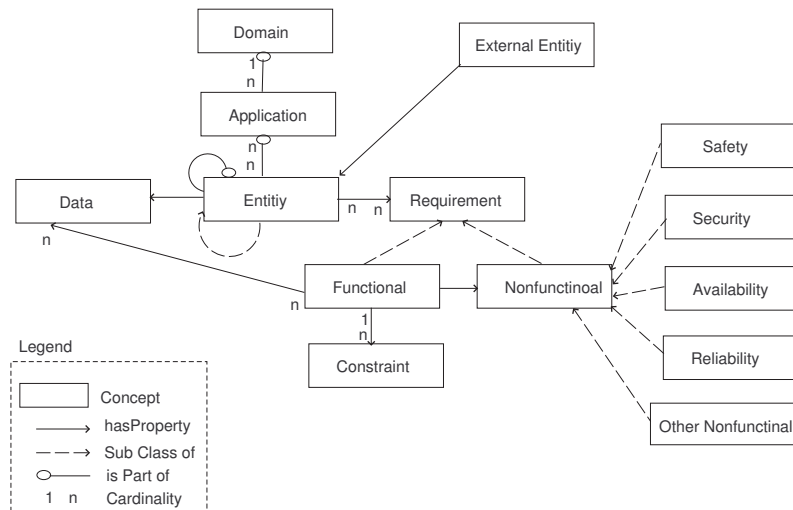 Domain
External Entitiy
1
n
Application
n
n
Safety
Data
Entitiy
n n
Requirement
n
Security
Functional
Nonfunctinoal
Availability
n
1
n
Constraint
Reliability
Legend
Concept
hasProperty
Sub Class of
is Part of
1 n Cardinality
Other Nonfunctinal